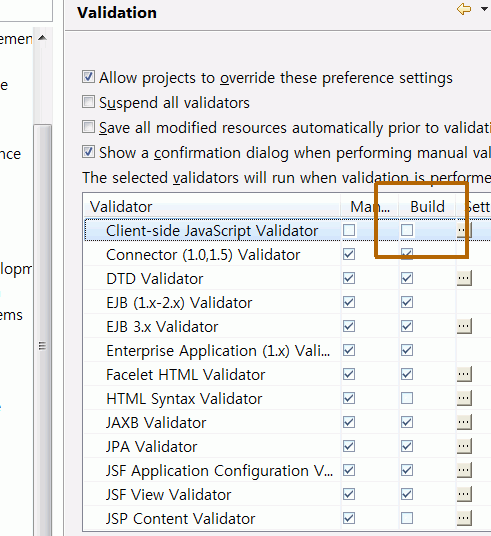 Validation
Allow projects to override these preference settings
Suspend all validators
Save all modified resources automatically prior to validati
Show a confirmation dialog when performing manual val
The selected validators will run when validation is performe
Validator Man... Build Sett
Client-side JavaScript Validator ...
Connector (1.0,1.5) Validator
DTD Validator ...
EJB (1.x-2.x) Validator
EJB 3.x Validator ...
Enterprise Application (1.x) Vali...
Facelet HTML Validator ...
HTML Syntax Validator ...
JAXB Validator ...
JPA Validator ...
JSF Application Configuration V... ...
JSF View Validator ...
JSP Content Validator ...